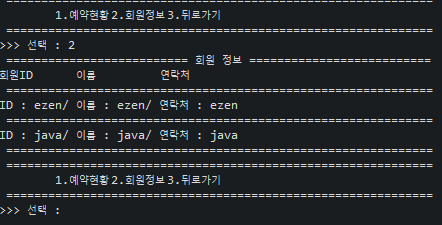 =============================================================
1.예약현황 2.회원정보 3.뒤로가기
=============================================================
>>> 선택 : 2
========================== 회원 정보 ==========================
회원ID 이름 연락처
=============================================================
ID : ezen/ 이름 : ezen/ 연락처 : ezen
=============================================================
ID : java/ 이름 : java/ 연락처 : java
=============================================================
=============================================================
1.예약현황 2.회원정보 3.뒤로가기
=============================================================
>>> 선택 :